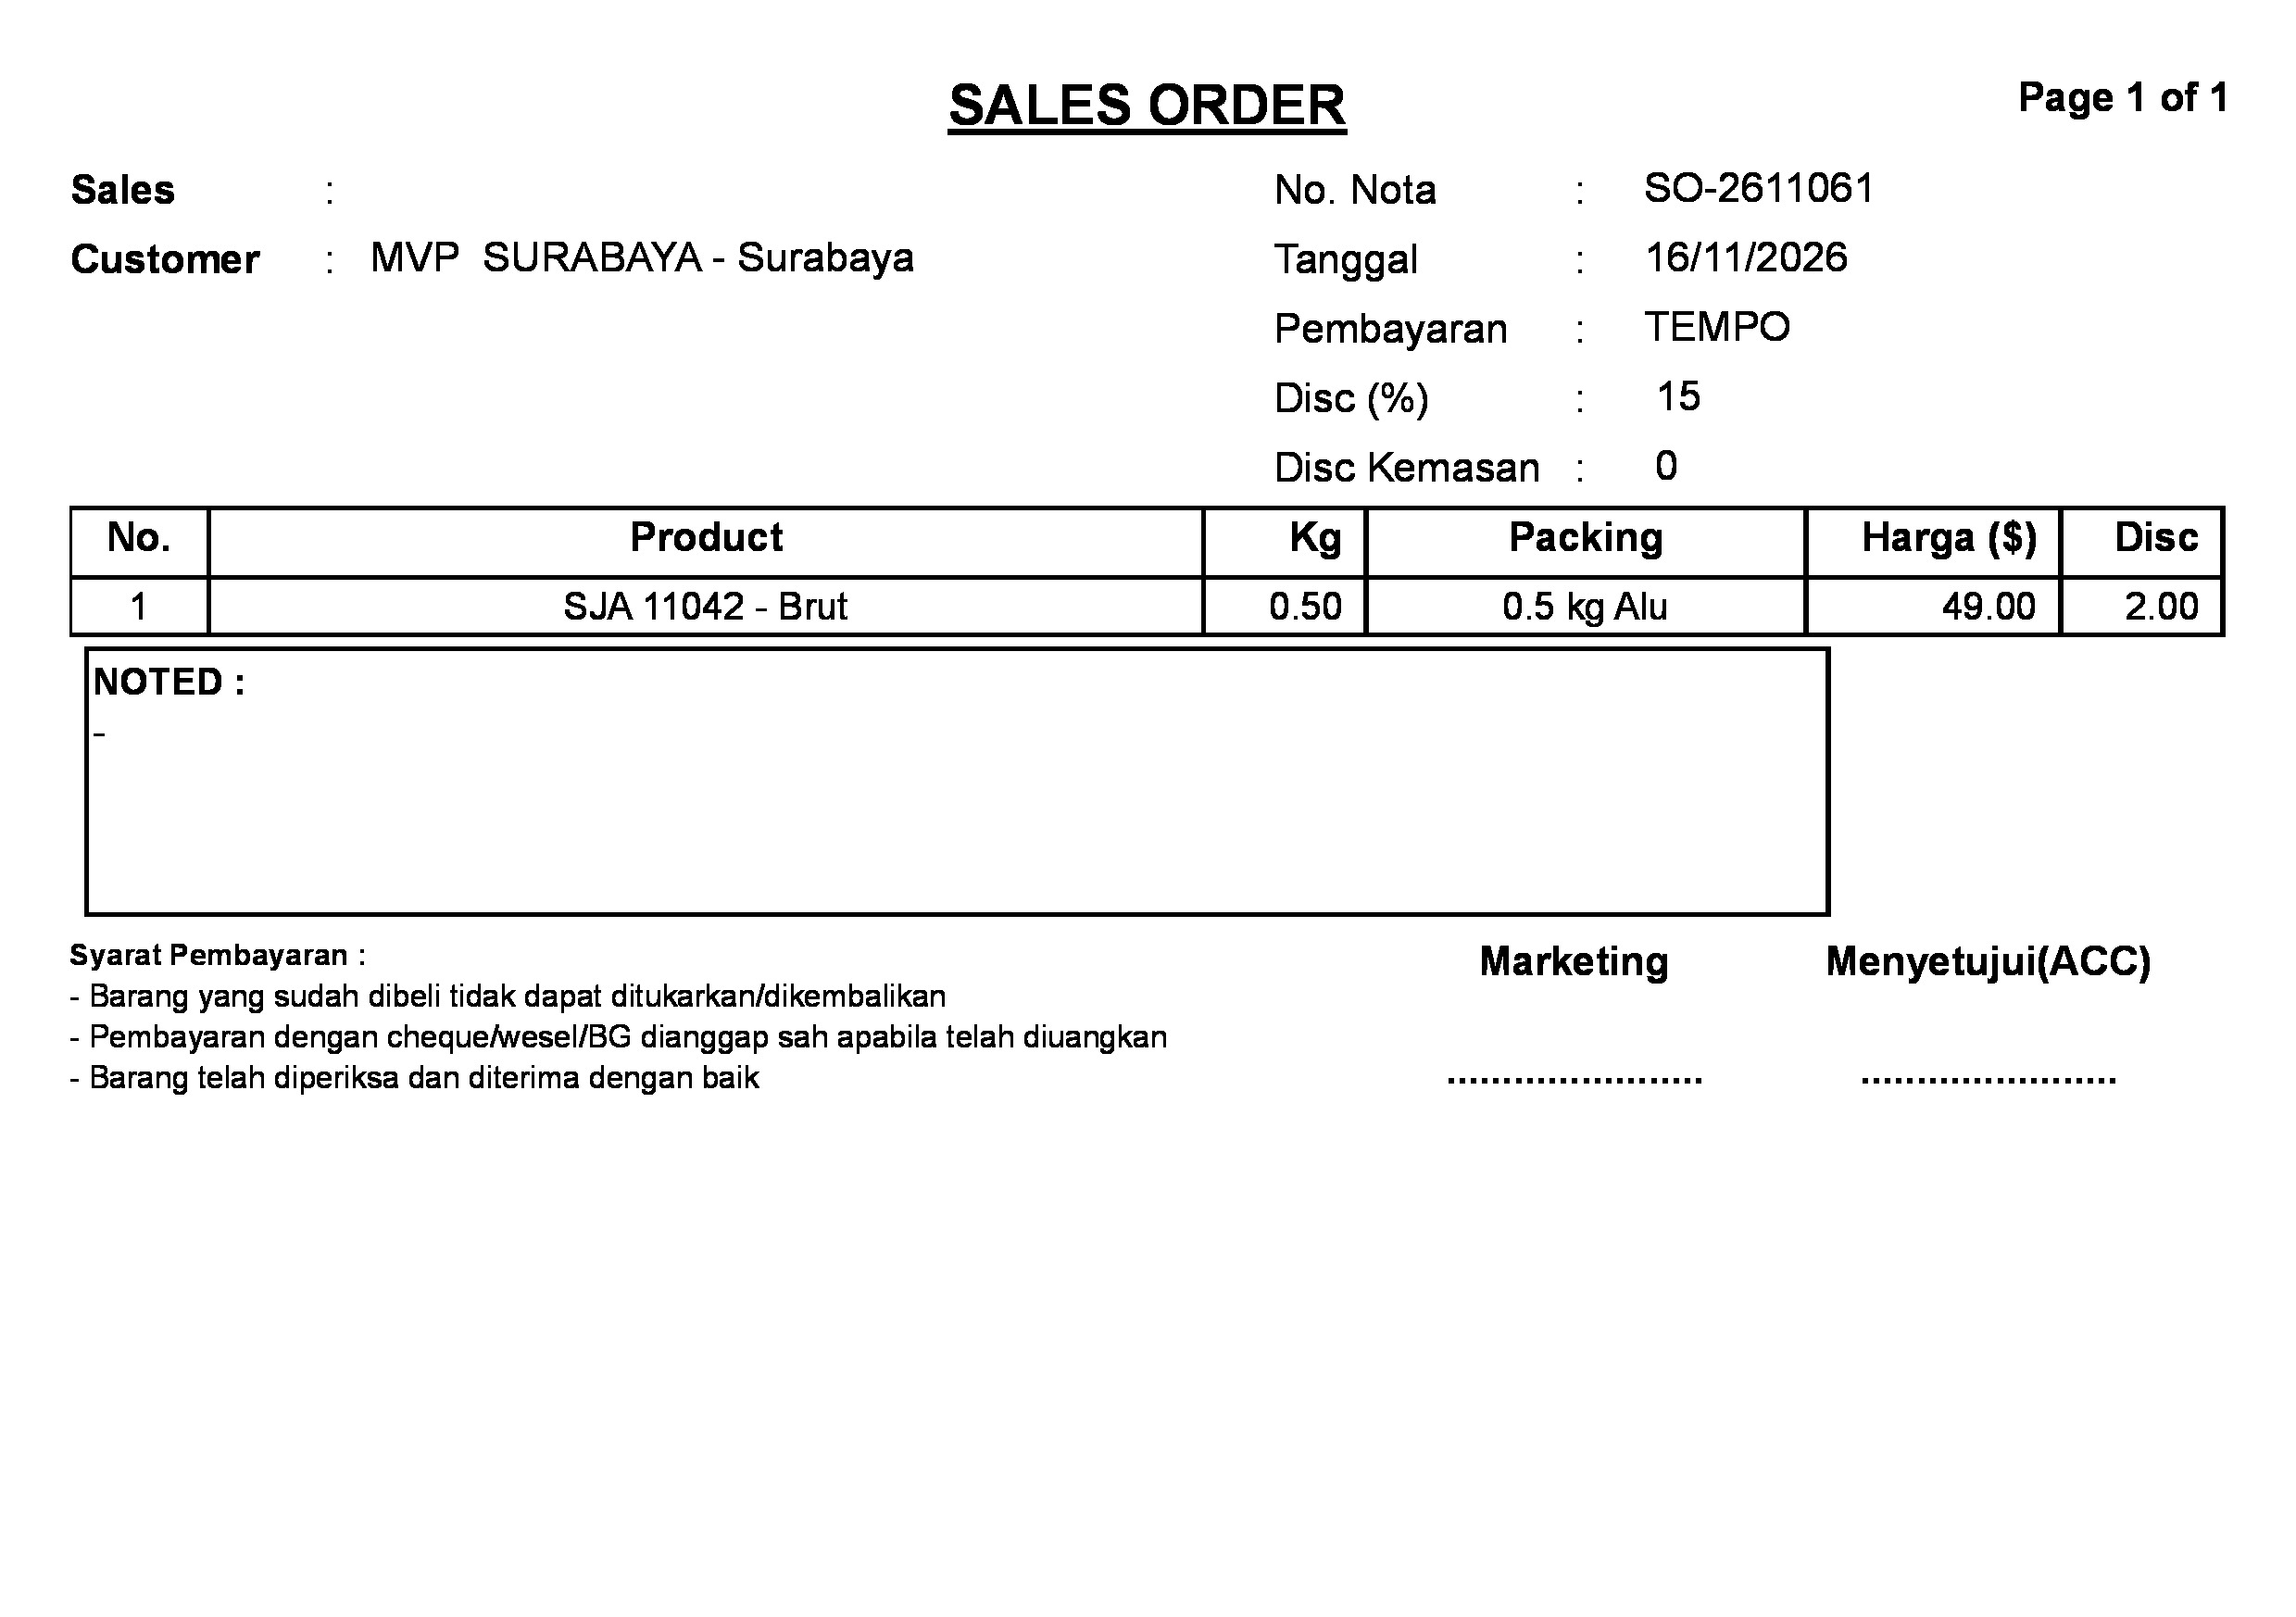 SALES ORDER
Page 1 of 1
Sales :
Customer : MVP SURABAYA - Surabaya
No. Nota : SO-2611061
Tanggal : 16/11/2026
Pembayaran : TEMPO
Disc (%) : 15
Disc Kemasan : 0
No. Product Kg Packing Harga ($) Disc
1 SJA 11042 - Brut 0.50 0.5 kg Alu 49.00 2.00
NOTED :
-
Syarat Pembayaran :
- Barang yang sudah dibeli tidak dapat ditukarkan/dikembalikan
- Pembayaran dengan cheque/wesel/BG dianggap sah apabila telah diuangkan
- Barang telah diperiksa dan diterima dengan baik
Marketing Menyetujui(ACC)
....................... .......................